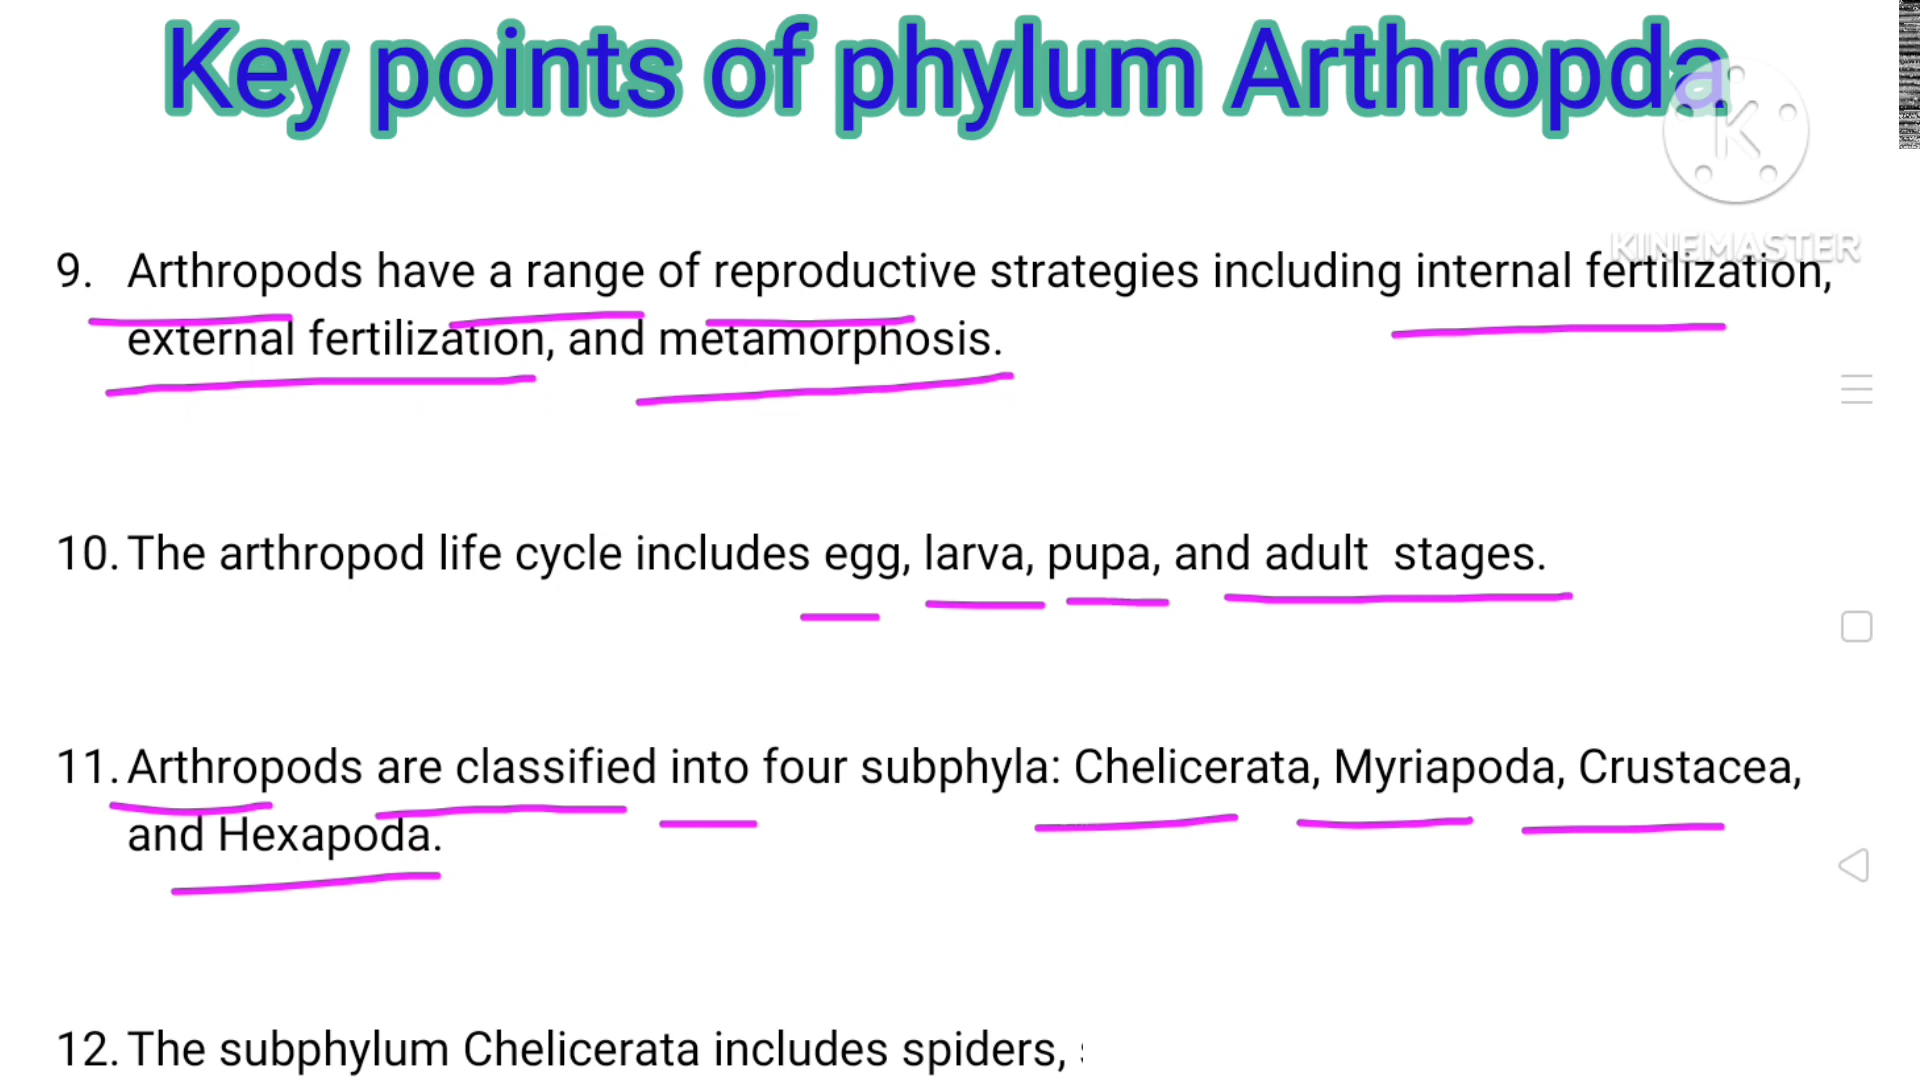 Key points of phylum Arthropda
KINEMASTER
9. Arthropods have a range of reproductive strategies including internal fertilization,
external fertilization, and metamorphosis.
10. The arthropod life cycle includes egg, larva, pupa, and adult stages.
11. Arthropods are classified into four subphyla: Chelicerata, Myriapoda, Crustacea,
and Hexapoda.
12. The subphylum Chelicerata includes spiders,